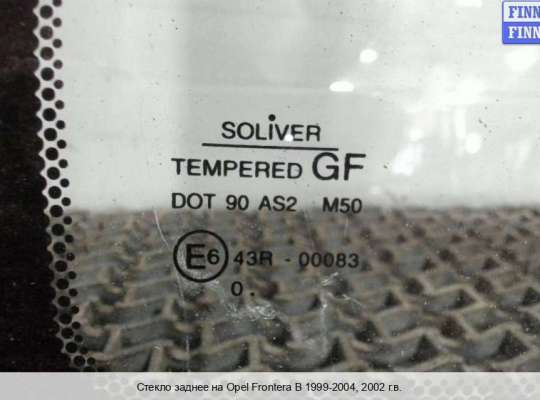 FINN
FINN
SOLiVER
TEMPERED GF
DOT 90 AS2 M50
E6 43R - 00083
0 .
Стекло заднее на Opel Frontera B 1999-2004, 2002 г.в.